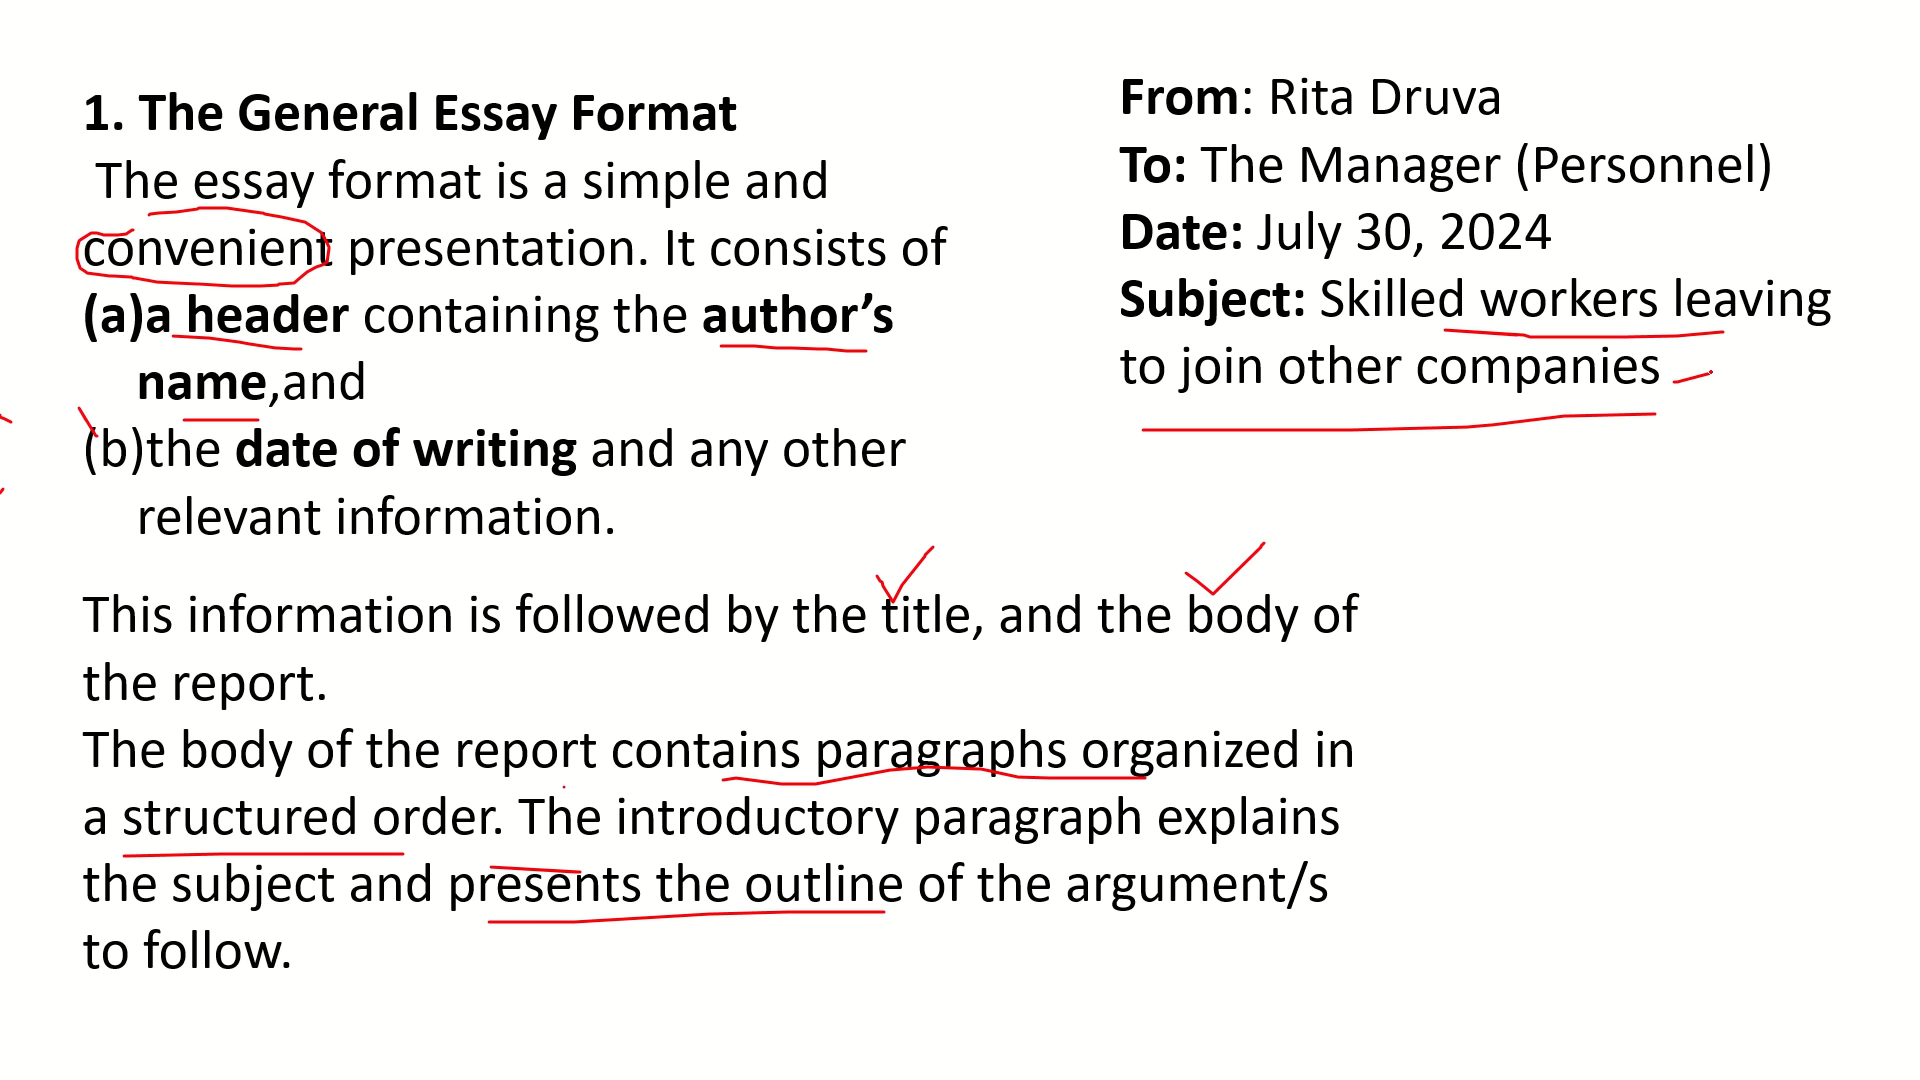 1. The General Essay Format
The essay format is a simple and
convenient presentation. It consists of
(a)a header containing the author’s
name,and
(b)the date of writing and any other
relevant information.
From: Rita Druva
To: The Manager (Personnel)
Date: July 30, 2024
Subject: Skilled workers leaving
to join other companies
This information is followed by the title, and the body of
the report.
The body of the report contains paragraphs organized in
a structured order. The introductory paragraph explains
the subject and presents the outline of the argument/s
to follow.